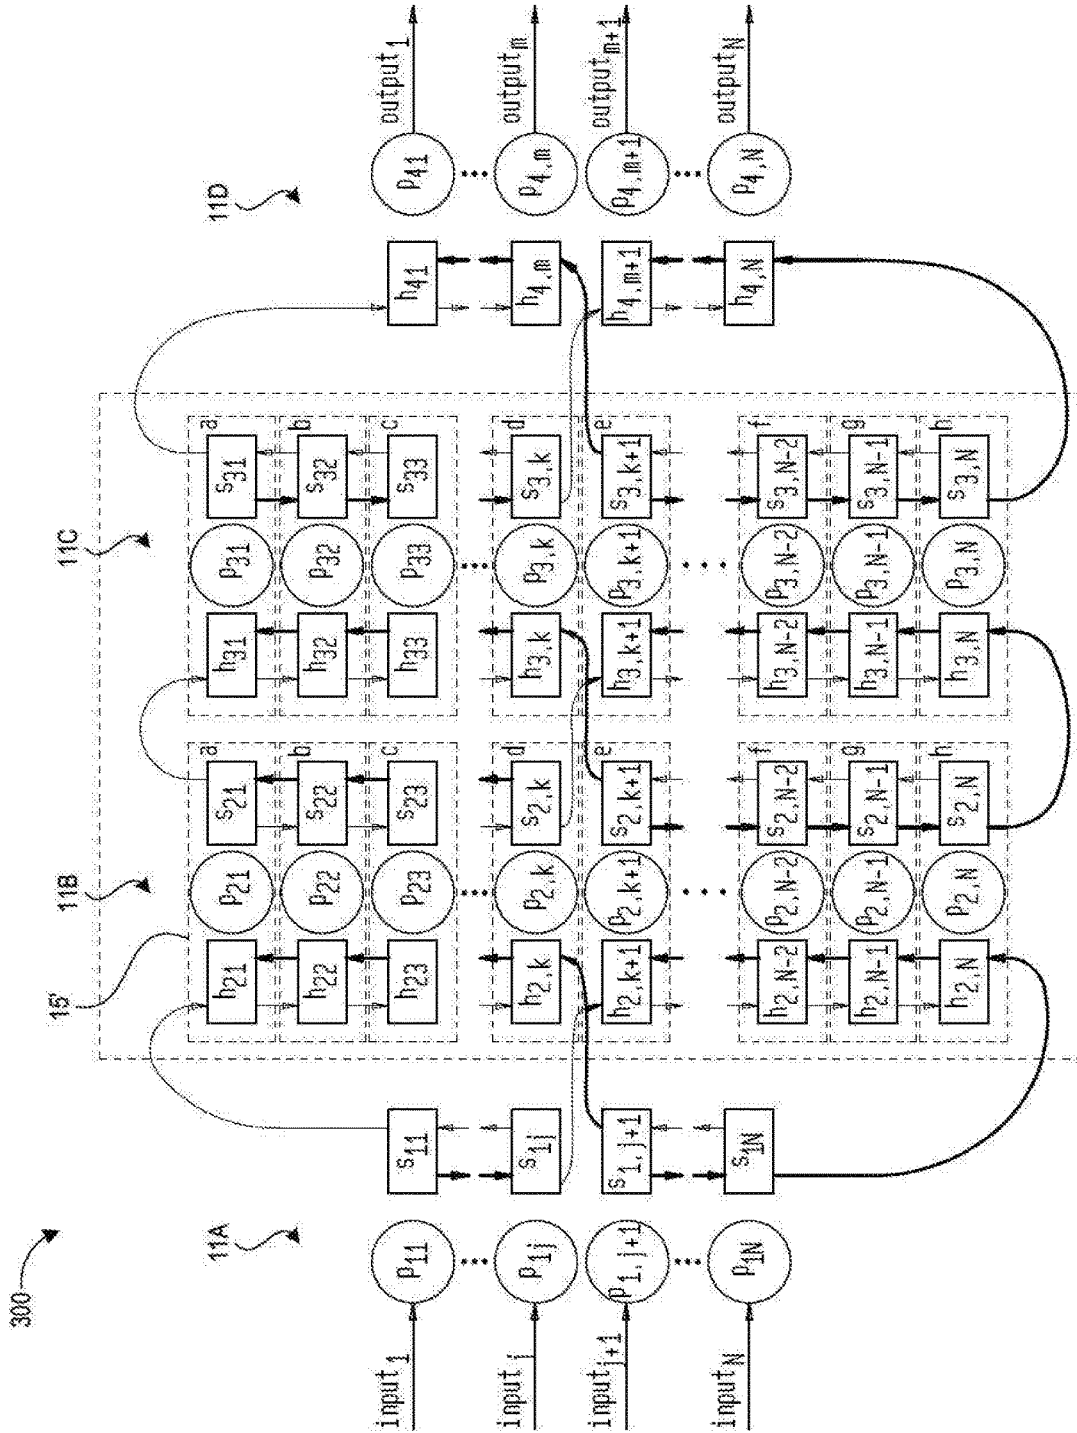 300
11A
15'
11B
11C
11D
input1
inputj
inputj+1
inputN
p11
...
p1j
p1,j+1
...
p1N
s11
s1j
s1,j+1
s1N
h21
h22
h23
h2,k
h2,k+1
h2,N-2
h2,N-1
h2,N
p21
p22
p23
...
p2,k
p2,k+1
...
p2,N-2
p2,N-1
p2,N
a
b
c
d
e
f
g
h
s21
s22
s23
s2,k
s2,k+1
s2,N-2
s2,N-1
s2,N
h31
h32
h33
h3,k
h3,k+1
h3,N-2
h3,N-1
h3,N
p31
p32
p33
...
p3,k
p3,k+1
...
p3,N-2
p3,N-1
p3,N
a
b
c
d
e
f
g
h
s31
s32
s33
s3,k
s3,k+1
s3,N-2
s3,N-1
s3,N
h41
h4,m
h4,m+1
h4,N
p41
...
p4,m
p4,m+1
...
p4,N
output1
outputm
outputm+1
outputN